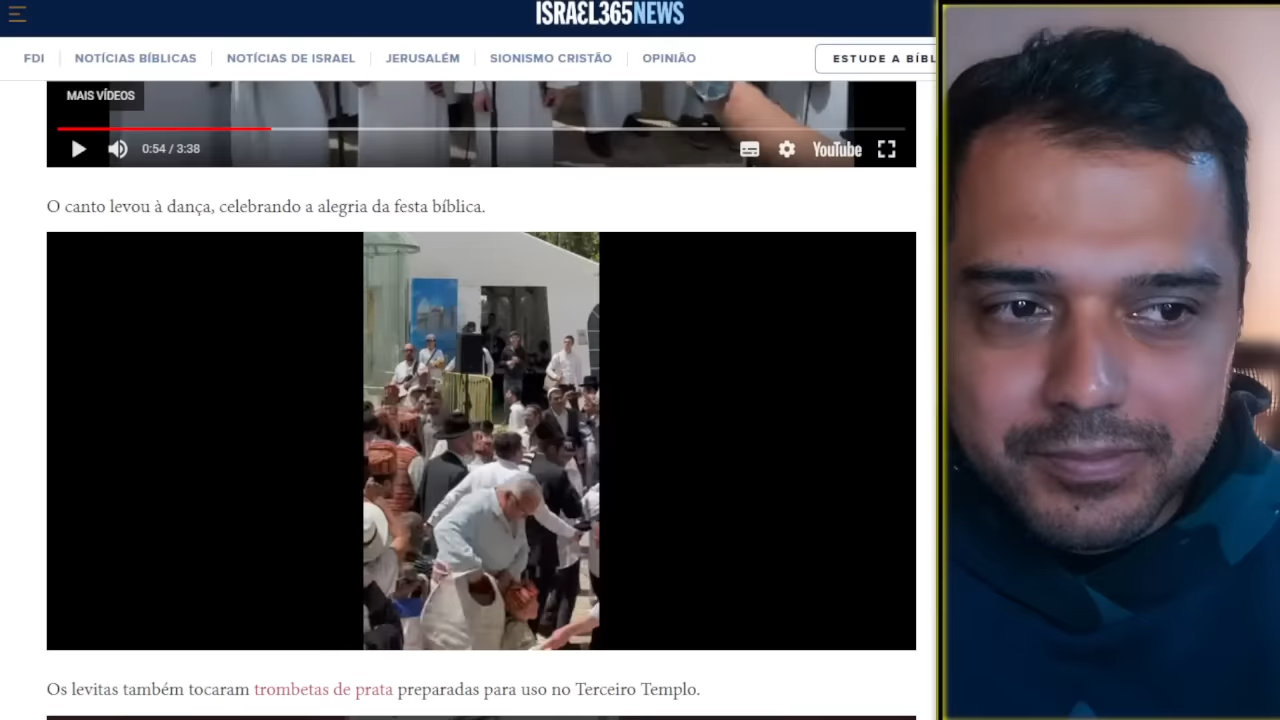 ISRAEL365NEWS
FDI NOTÍCIAS BÍBLICAS NOTÍCIAS DE ISRAEL JERUSALÉM SIONISMO CRISTÃO OPINIÃO ESTUDE A BÍBL
MAIS VÍDEOS
0:54 / 3:38 YouTube
O canto levou à dança, celebrando a alegria da festa bíblica.
Os levitas também tocaram trombetas de prata preparadas para uso no Terceiro Templo.